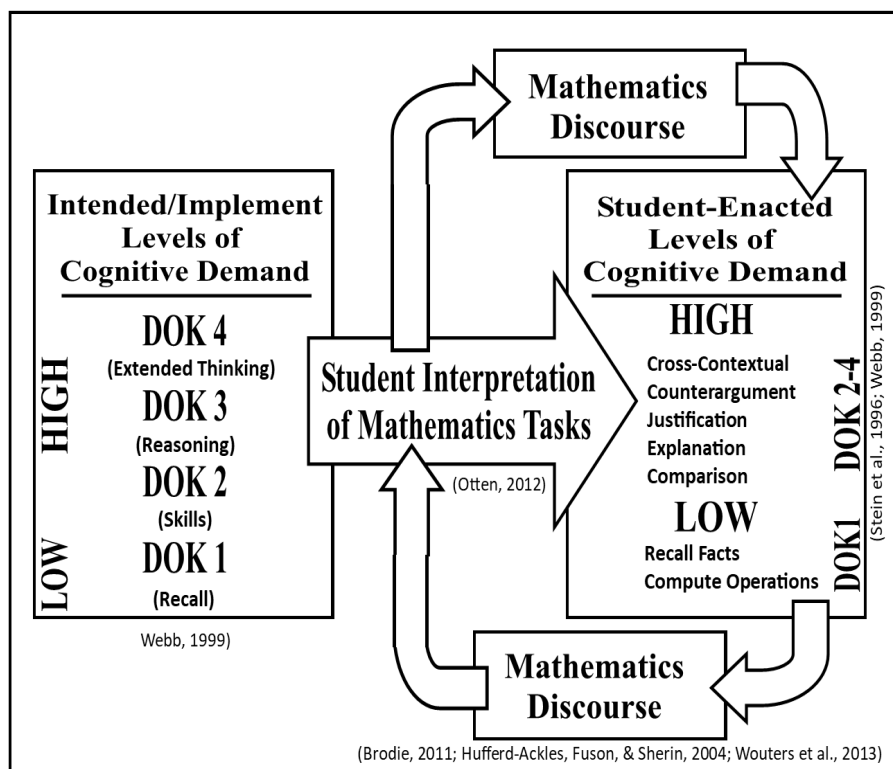 Mathematics
Discourse
Intended/Implement
Levels of
Cognitive Demand
HIGH
DOK 4
(Extended Thinking)
DOK 3
(Reasoning)
DOK 2
(Skills)
LOW
DOK 1
(Recall)
Webb, 1999)
Student Interpretation
of Mathematics Tasks
(Otten, 2012)
Student-Enacted
Levels of
Cognitive Demand
HIGH
Cross-Contextual
Counterargument
Justification
Explanation
Comparison
DOK 2-4
LOW
Recall Facts
Compute Operations
DOK1
(Stein et al., 1996; Webb, 1999)
Mathematics
Discourse
(Brodie, 2011; Hufferd-Ackles, Fuson, & Sherin, 2004; Wouters et al., 2013)